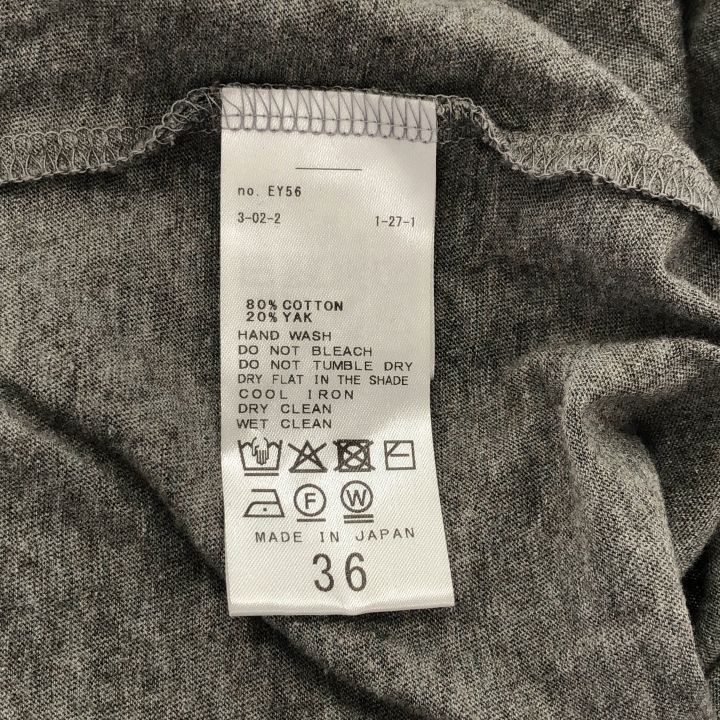 no. EY56
3-02-2 1-27-1
80% COTTON
20% YAK
HAND WASH
DO NOT BLEACH
DO NOT TUMBLE DRY
DRY FLAT IN THE SHADE
COOL IRON
DRY CLEAN
WET CLEAN
F W
MADE IN JAPAN
36